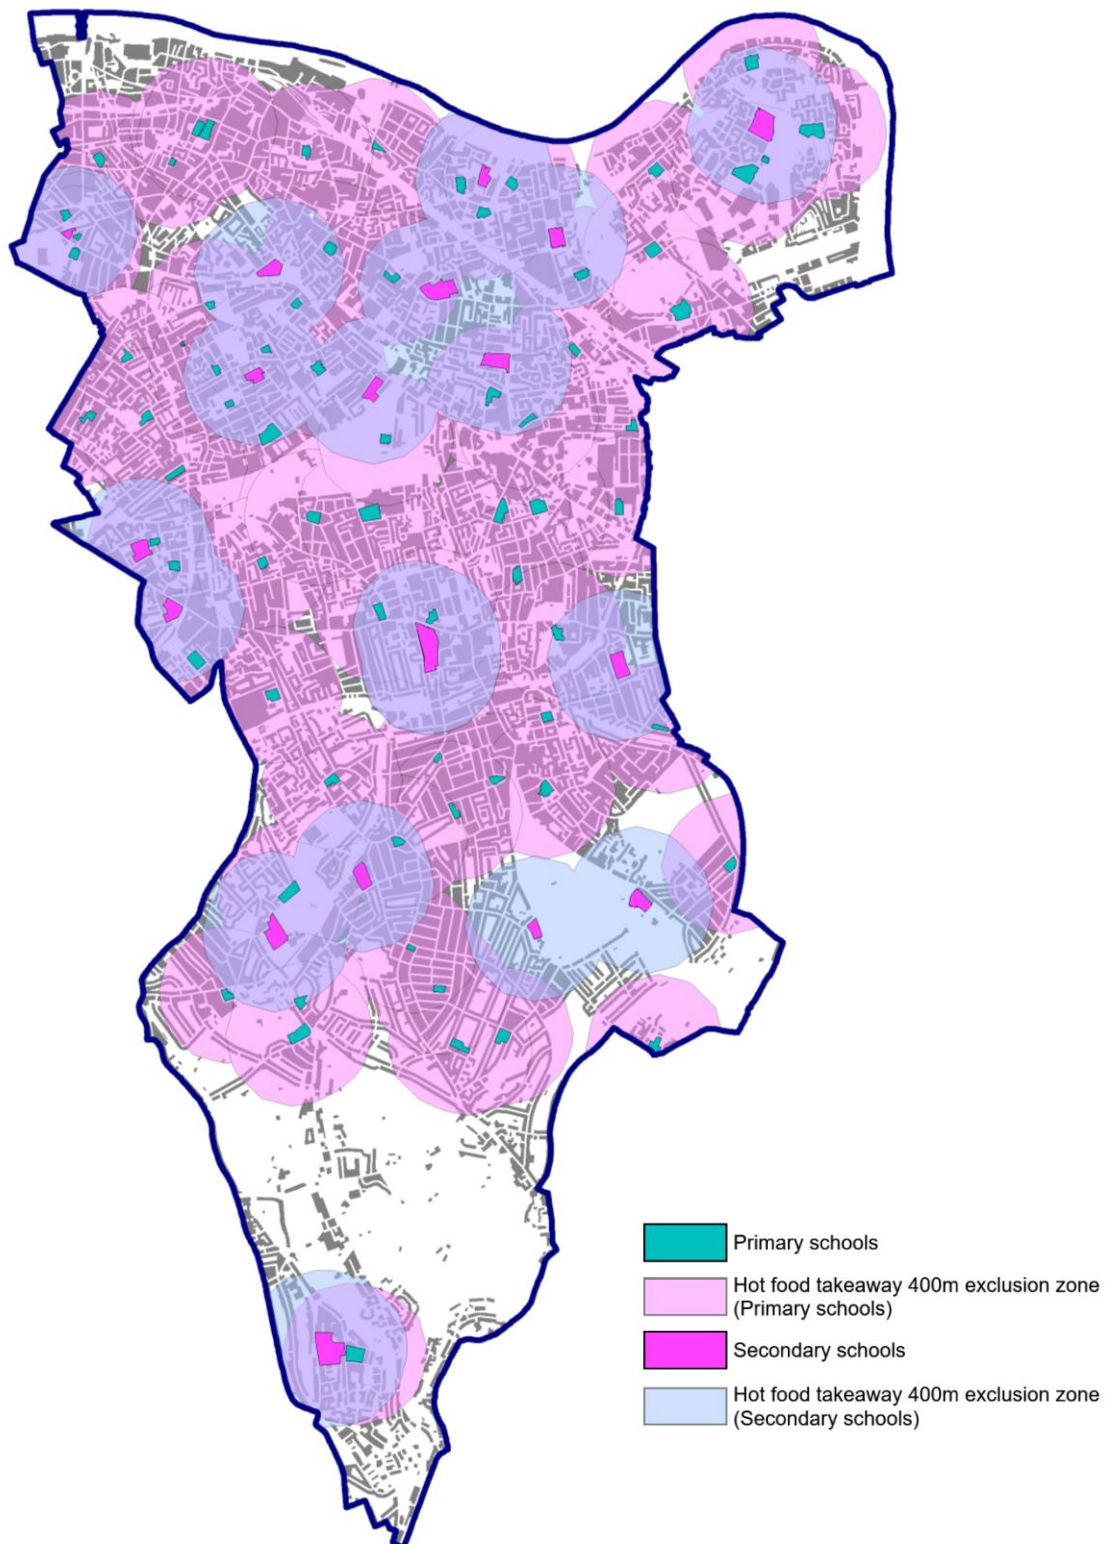 Primary schools
Hot food takeaway 400m exclusion zone
(Primary schools)
Secondary schools
Hot food takeaway 400m exclusion zone
(Secondary schools)